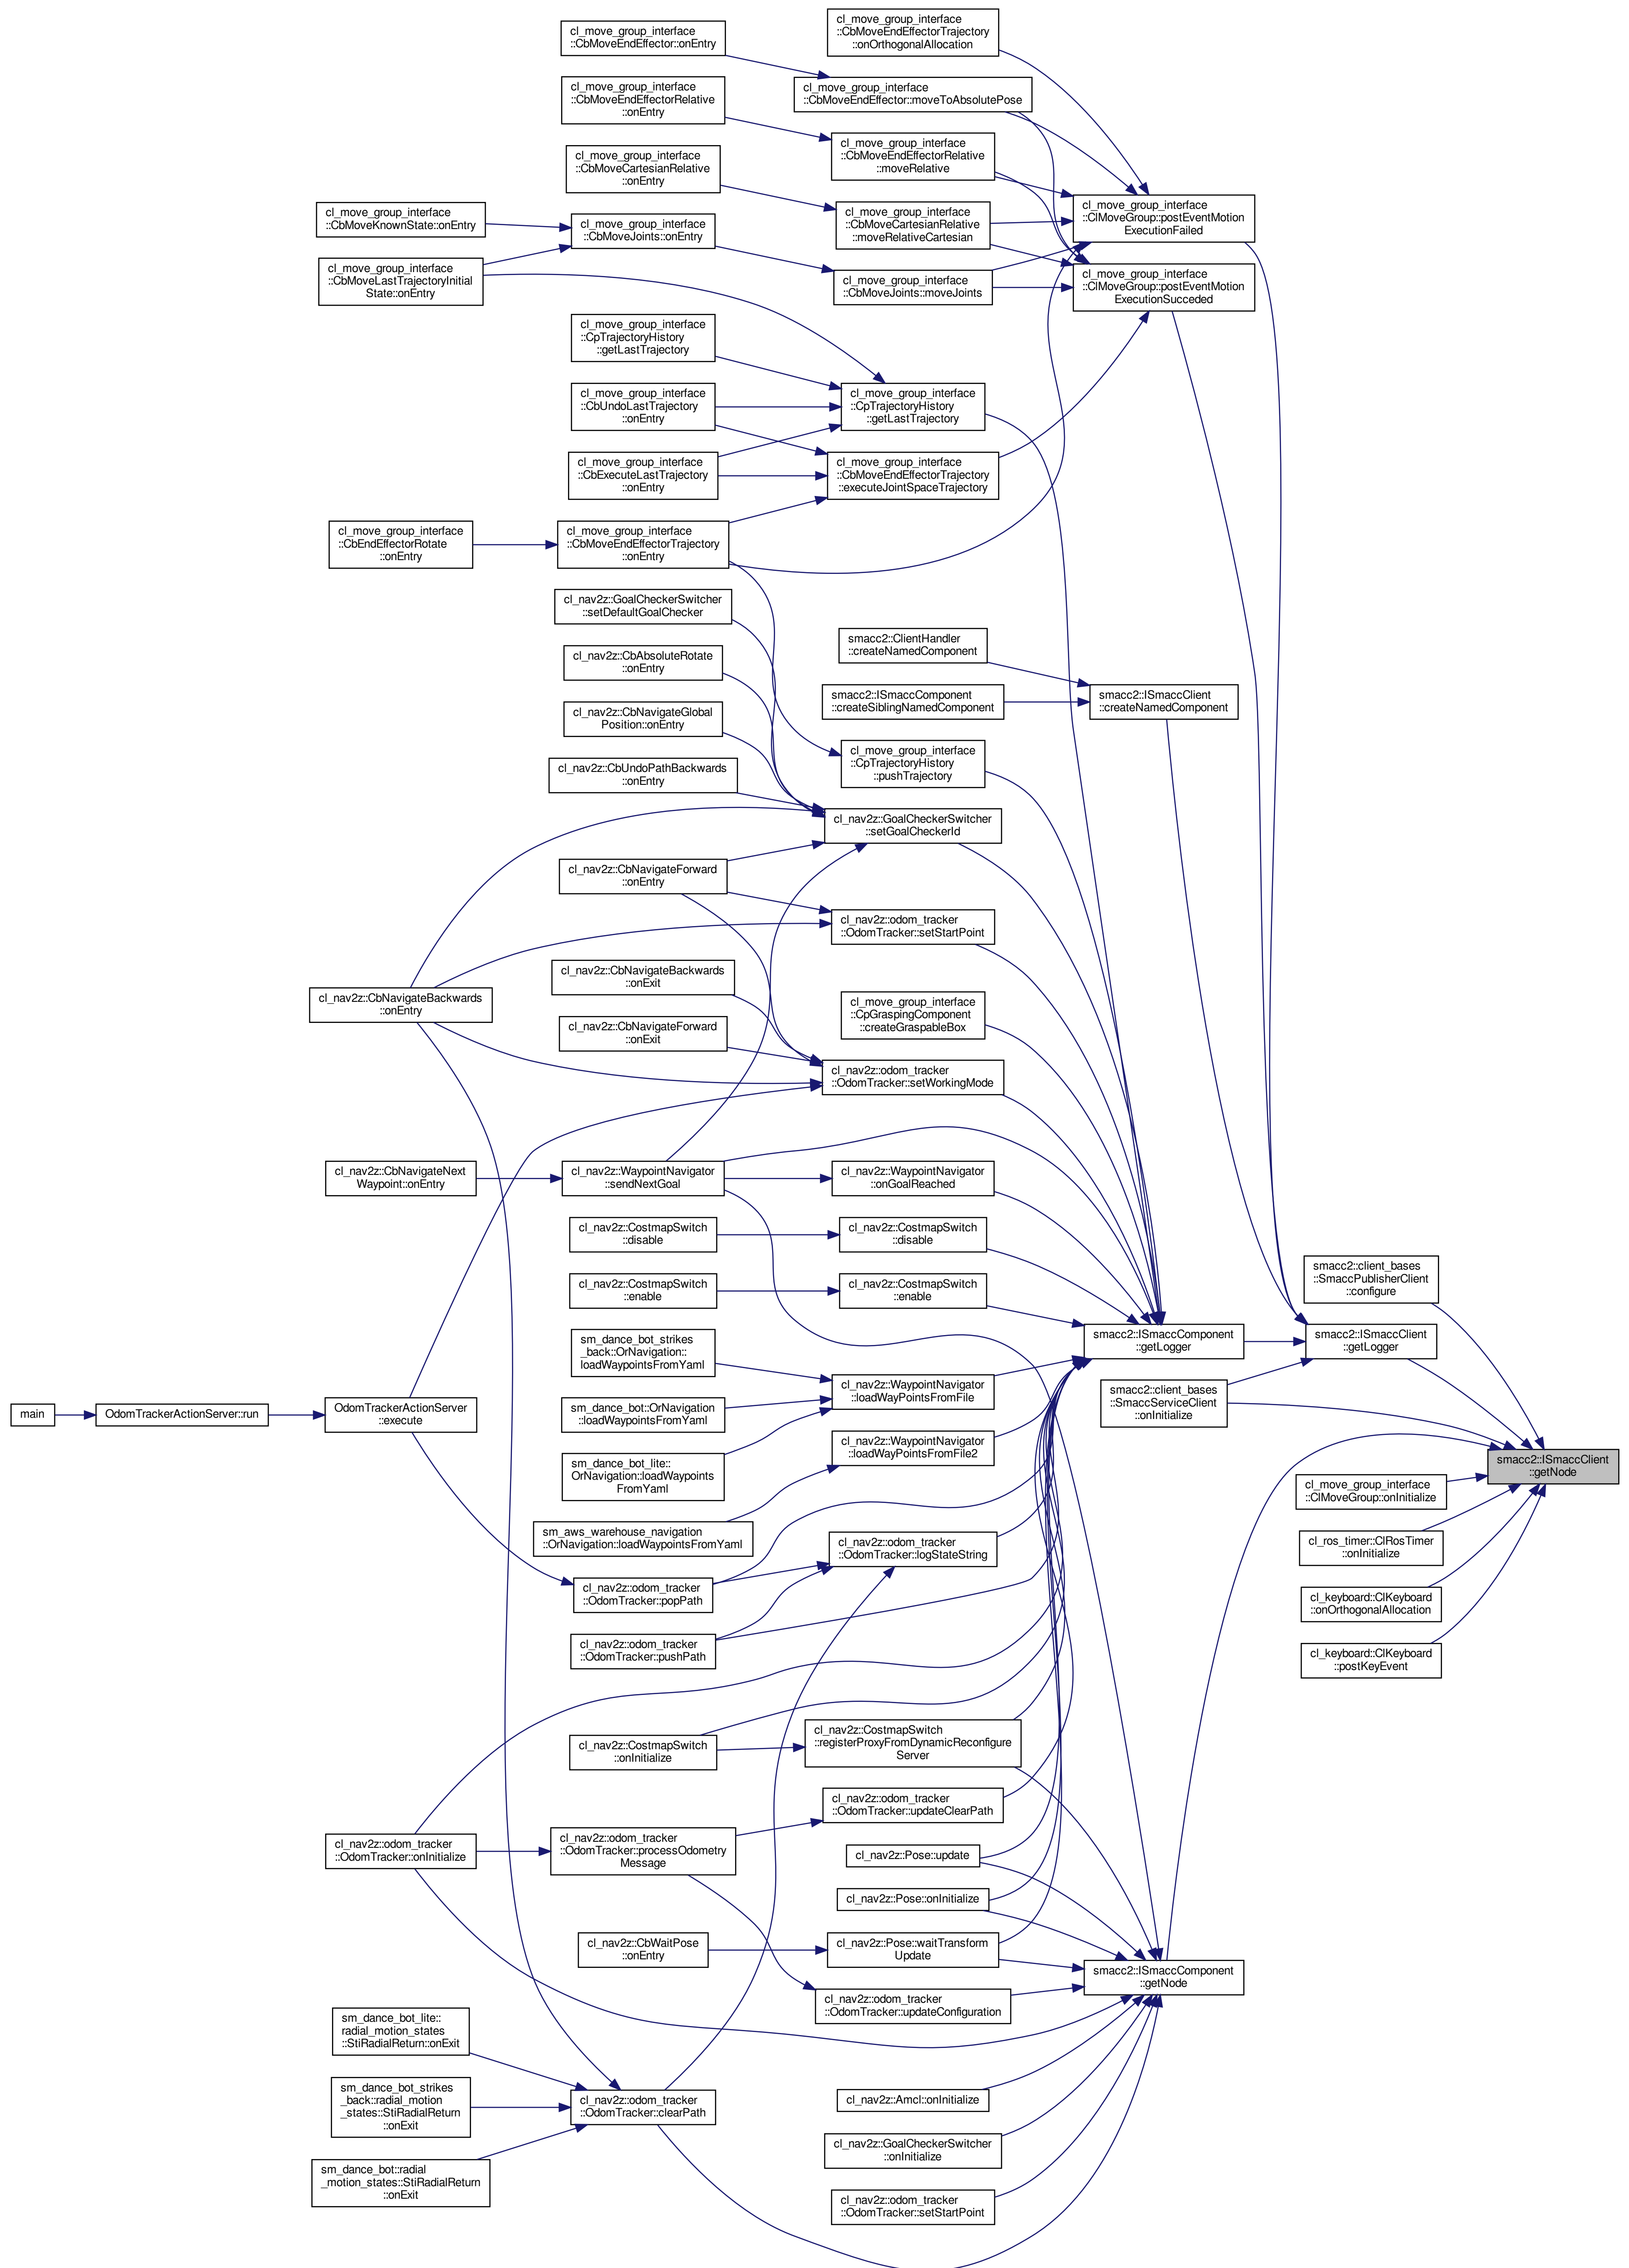 cl_move_group_interface
::CbMoveEndEffectorTrajectory
::onOrthogonalAllocation
cl_move_group_interface
::CbMoveEndEffector::onEntry
cl_move_group_interface
::CbMoveEndEffector::moveToAbsolutePose
cl_move_group_interface
::CbMoveEndEffectorRelative
::onEntry
cl_move_group_interface
::CbMoveEndEffectorRelative
::moveRelative
cl_move_group_interface
::CbMoveCartesianRelative
::onEntry
cl_move_group_interface
::ClMoveGroup::postEventMotion
ExecutionFailed
cl_move_group_interface
::CbMoveKnownState::onEntry
cl_move_group_interface
::CbMoveJoints::onEntry
cl_move_group_interface
::CbMoveCartesianRelative
::moveRelativeCartesian
cl_move_group_interface
::CbMoveLastTrajectoryInitial
State::onEntry
cl_move_group_interface
::CbMoveJoints::moveJoints
cl_move_group_interface
::ClMoveGroup::postEventMotion
ExecutionSucceded
cl_move_group_interface
::CpTrajectoryHistory
::getLastTrajectory
cl_move_group_interface
::CbUndoLastTrajectory
::onEntry
cl_move_group_interface
::CpTrajectoryHistory
::getLastTrajectory
cl_move_group_interface
::CbExecuteLastTrajectory
::onEntry
cl_move_group_interface
::CbMoveEndEffectorTrajectory
::executeJointSpaceTrajectory
cl_move_group_interface
::CbEndEffectorRotate
::onEntry
cl_move_group_interface
::CbMoveEndEffectorTrajectory
::onEntry
cl_nav2z::GoalCheckerSwitcher
::setDefaultGoalChecker
smacc2::ClientHandler
::createNamedComponent
cl_nav2z::CbAbsoluteRotate
::onEntry
smacc2::ISmaccComponent
::createSiblingNamedComponent
smacc2::ISmaccClient
::createNamedComponent
cl_nav2z::CbNavigateGlobal
Position::onEntry
cl_move_group_interface
::CpTrajectoryHistory
::pushTrajectory
cl_nav2z::CbUndoPathBackwards
::onEntry
cl_nav2z::GoalCheckerSwitcher
::setGoalCheckerId
cl_nav2z::CbNavigateForward
::onEntry
cl_nav2z::odom_tracker
::OdomTracker::setStartPoint
cl_nav2z::CbNavigateBackwards
::onExit
cl_nav2z::CbNavigateBackwards
::onEntry
cl_move_group_interface
::CpGraspingComponent
::createGraspableBox
cl_nav2z::CbNavigateForward
::onExit
cl_nav2z::odom_tracker
::OdomTracker::setWorkingMode
cl_nav2z::CbNavigateNext
Waypoint::onEntry
cl_nav2z::WaypointNavigator
::sendNextGoal
cl_nav2z::WaypointNavigator
::onGoalReached
cl_nav2z::CostmapSwitch
::disable
cl_nav2z::CostmapSwitch
::disable
cl_nav2z::CostmapSwitch
::enable
cl_nav2z::CostmapSwitch
::enable
smacc2::client_bases
::SmaccPublisherClient
::configure
sm_dance_bot_strikes
_back::OrNavigation::
loadWaypointsFromYaml
smacc2::ISmaccComponent
::getLogger
smacc2::ISmaccClient
::getLogger
main
OdomTrackerActionServer::run
OdomTrackerActionServer
::execute
sm_dance_bot::OrNavigation
::loadWaypointsFromYaml
cl_nav2z::WaypointNavigator
::loadWayPointsFromFile
smacc2::client_bases
::SmaccServiceClient
::onInitialize
sm_dance_bot_lite::
OrNavigation::loadWaypoints
FromYaml
cl_nav2z::WaypointNavigator
::loadWayPointsFromFile2
smacc2::ISmaccClient
::getNode
cl_move_group_interface
::ClMoveGroup::onInitialize
sm_aws_warehouse_navigation
::OrNavigation::loadWaypointsFromYaml
cl_nav2z::odom_tracker
::OdomTracker::logStateString
cl_ros_timer::ClRosTimer
::onInitialize
cl_nav2z::odom_tracker
::OdomTracker::popPath
cl_keyboard::ClKeyboard
::onOrthogonalAllocation
cl_nav2z::odom_tracker
::OdomTracker::pushPath
cl_keyboard::ClKeyboard
::postKeyEvent
cl_nav2z::CostmapSwitch
::onInitialize
cl_nav2z::CostmapSwitch
::registerProxyFromDynamicReconfigure
Server
cl_nav2z::odom_tracker
::OdomTracker::updateClearPath
cl_nav2z::odom_tracker
::OdomTracker::onInitialize
cl_nav2z::odom_tracker
::OdomTracker::processOdometry
Message
cl_nav2z::Pose::update
cl_nav2z::Pose::onInitialize
cl_nav2z::CbWaitPose
::onEntry
cl_nav2z::Pose::waitTransform
Update
smacc2::ISmaccComponent
::getNode
cl_nav2z::odom_tracker
::OdomTracker::updateConfiguration
sm_dance_bot_lite::
radial_motion_states
::StiRadialReturn::onExit
cl_nav2z::Amcl::onInitialize
sm_dance_bot_strikes
_back::radial_motion
_states::StiRadialReturn
::onExit
cl_nav2z::odom_tracker
::OdomTracker::clearPath
cl_nav2z::GoalCheckerSwitcher
::onInitialize
sm_dance_bot::radial
_motion_states::StiRadialReturn
::onExit
cl_nav2z::odom_tracker
::OdomTracker::setStartPoint